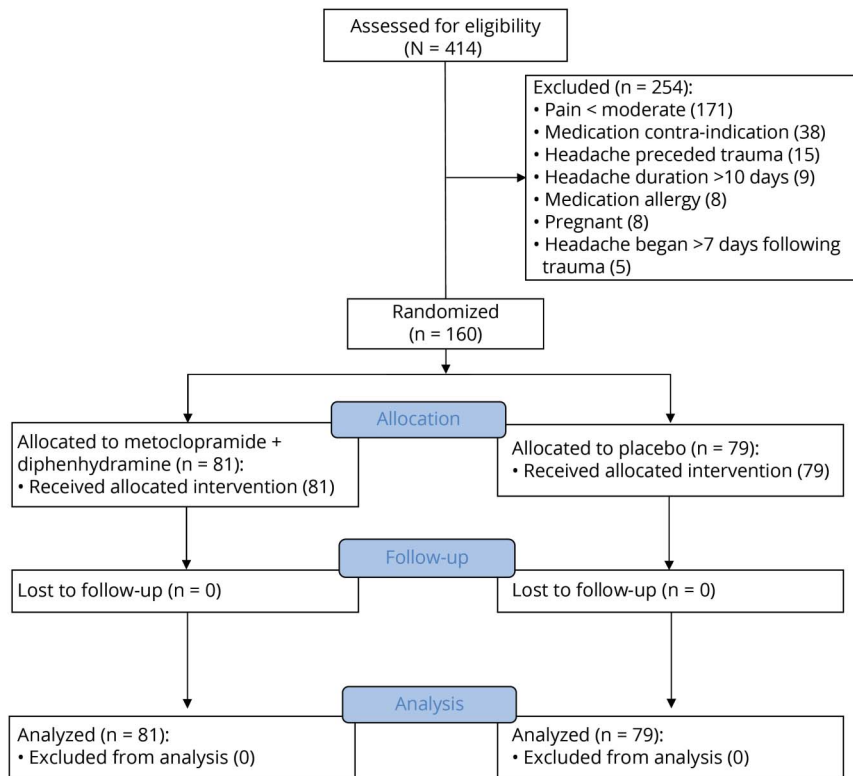 Assessed for eligibility
(N = 414)
Excluded (n = 254):
• Pain < moderate (171)
• Medication contra-indication (38)
• Headache preceded trauma (15)
• Headache duration >10 days (9)
• Medication allergy (8)
• Pregnant (8)
• Headache began >7 days following
trauma (5)
Randomized
(n = 160)
Allocation
Allocated to metoclopramide +
diphenhydramine (n = 81):
• Received allocated intervention (81)
Allocated to placebo (n = 79):
• Received allocated intervention (79)
Follow-up
Lost to follow-up (n = 0)
Lost to follow-up (n = 0)
Analysis
Analyzed (n = 81):
• Excluded from analysis (0)
Analyzed (n = 79):
• Excluded from analysis (0)